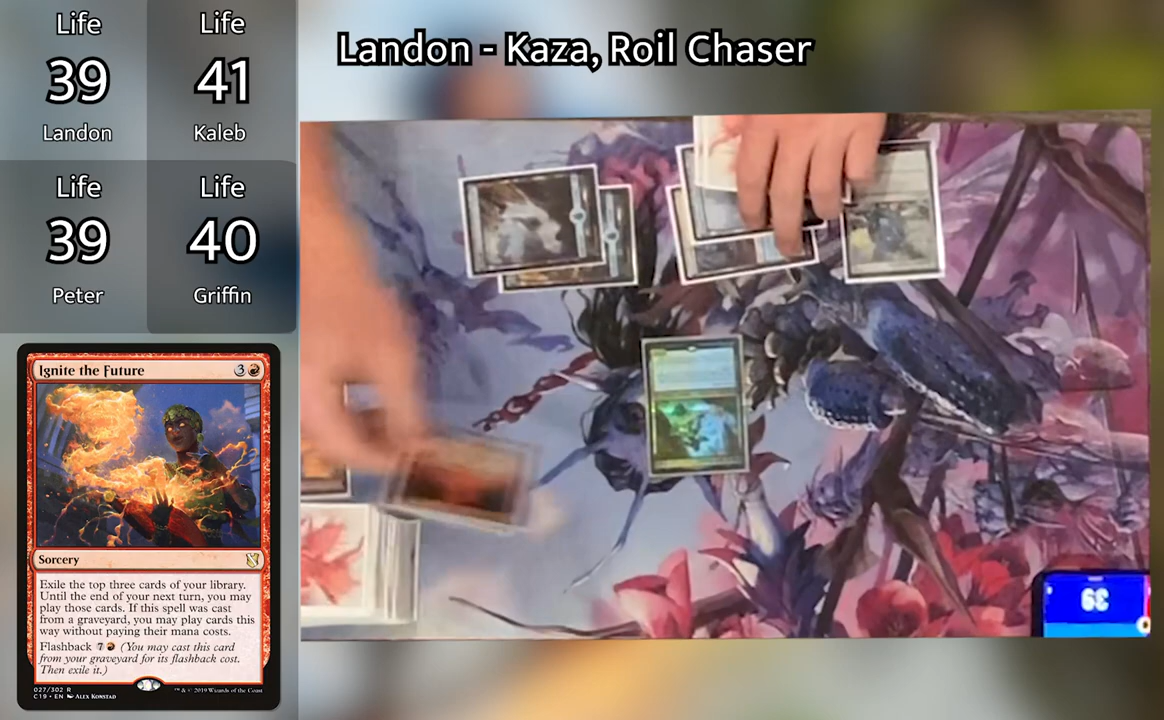 Life
39
Landon
Life
41
Kaleb
Life
39
Peter
Life
40
Griffin
Landon - Kaza, Roil Chaser
Ignite the Future 3
Sorcery
Exile the top three cards of your library.
Until the end of your next turn, you may
play those cards. If this spell was cast
from a graveyard, you may play cards this
way without paying their mana costs.
Flashback 7 (You may cast this card
from your graveyard for its flashback cost.
Then exile it.)
027/302 R
C19 • EN ALEX KONSTAD
™ & © 2019 Wizards of the Coast
39